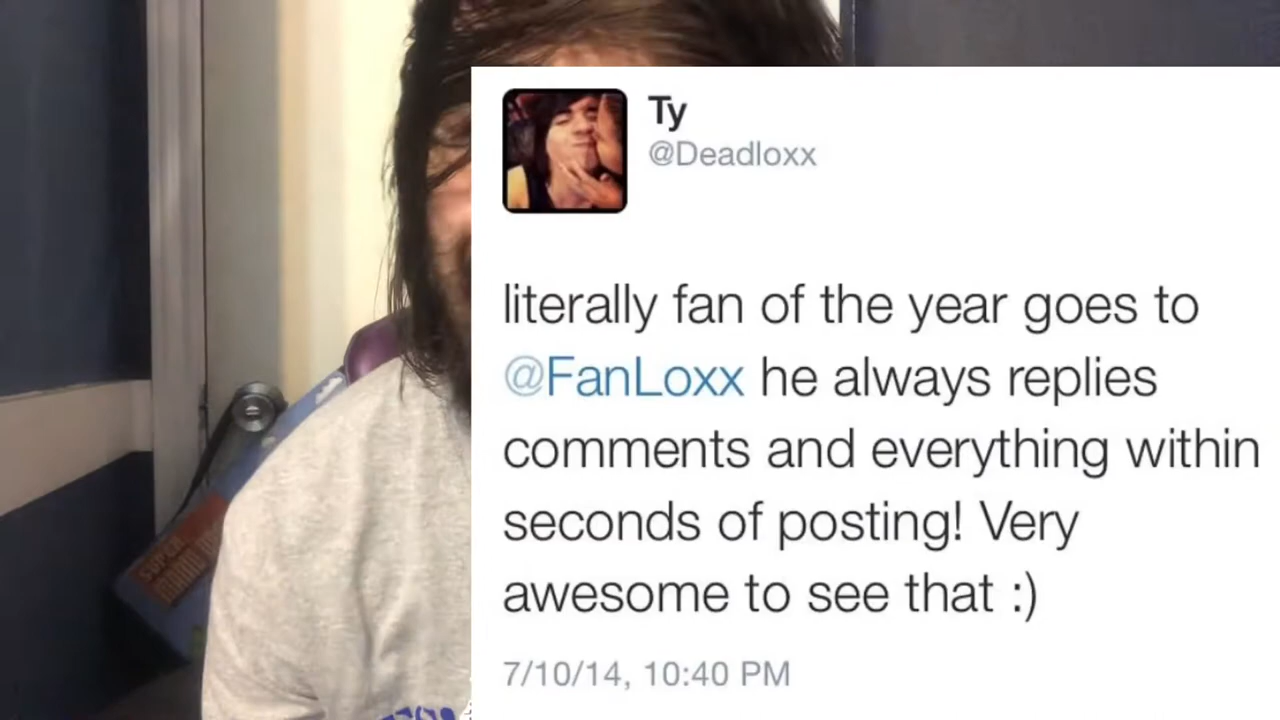 Ty
@Deadloxx
literally fan of the year goes to
@FanLoxx he always replies
comments and everything within
seconds of posting! Very
awesome to see that :)
7/10/14, 10:40 PM
SUPER